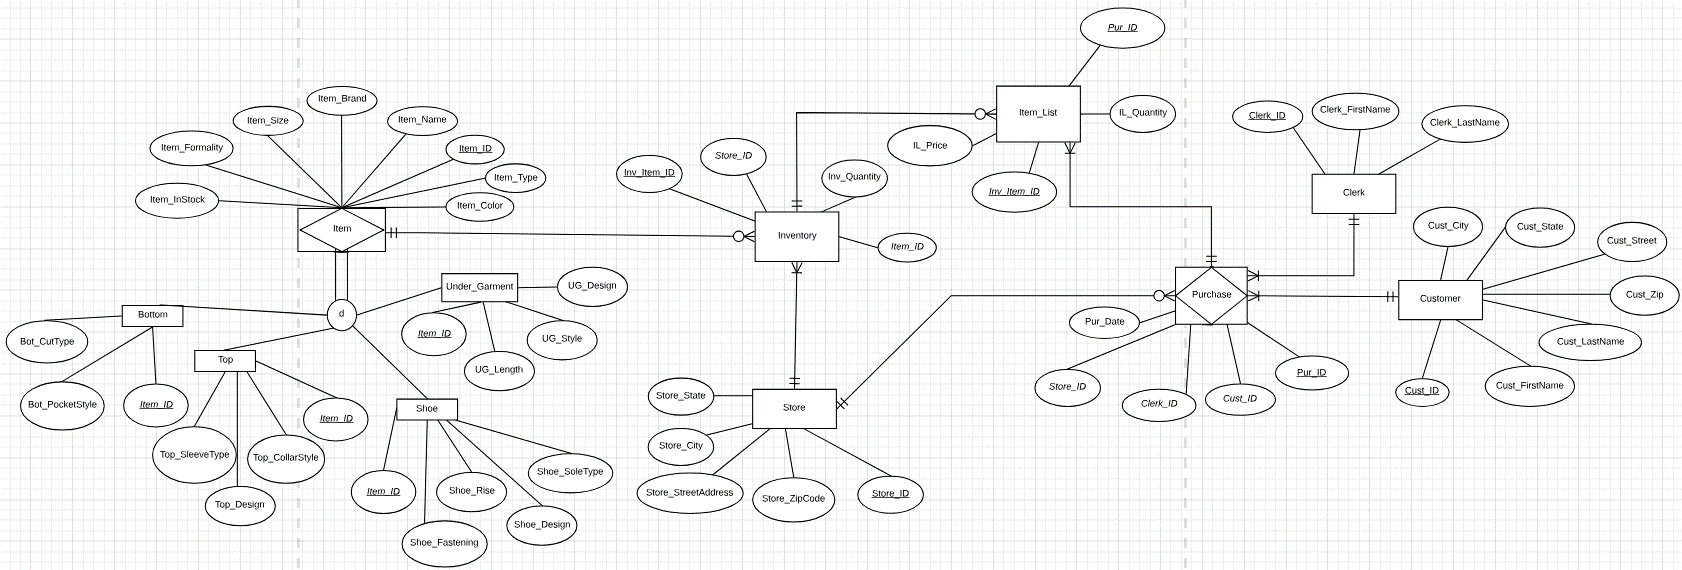 Pur_ID
Item_List
IL_Quantity
IL_Price
Inv_Item_ID
Item_Brand
Item_Size
Item_Name
Item_Formality
Item_ID
Item_Type
Item_InStock
Item_Color
Item
Store_ID
Inv_Item_ID
Inv_Quantity
Inventory
Item_ID
Clerk_ID
Clerk_FirstName
Clerk_LastName
Clerk
Cust_City
Cust_State
Cust_Street
Cust_Zip
Customer
Cust_LastName
Cust_FirstName
Cust_ID
Purchase
Pur_Date
Store_ID
Clerk_ID
Cust_ID
Pur_ID
Under_Garment
UG_Design
Item_ID
UG_Style
UG_Length
d
Bottom
Bot_CutType
Bot_PocketStyle
Item_ID
Top
Item_ID
Top_SleeveType
Top_CollarStyle
Top_Design
Shoe
Item_ID
Shoe_Rise
Shoe_SoleType
Shoe_Design
Shoe_Fastening
Store_State
Store
Store_City
Store_StreetAddress
Store_ZipCode
Store_ID